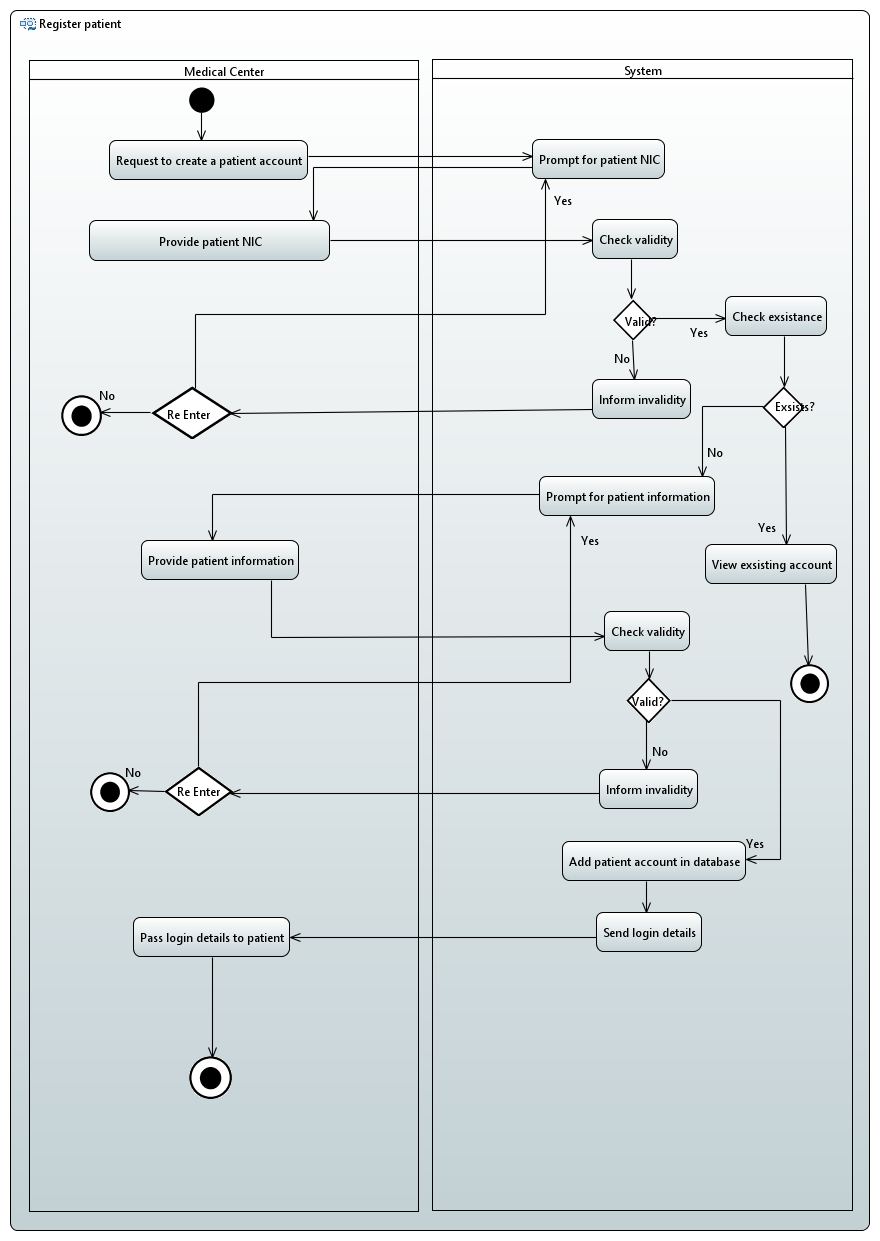 Register patient
Medical Center
System
Request to create a patient account
Prompt for patient NIC
Yes
Provide patient NIC
Check validity
Valid?
Yes
Check exsistance
No
Inform invalidity
Exsists?
No
Re Enter
No
Prompt for patient information
Yes
Yes
Provide patient information
View exsisting account
Check validity
Valid?
No
No
Re Enter
Inform invalidity
Yes
Add patient account in database
Pass login details to patient
Send login details